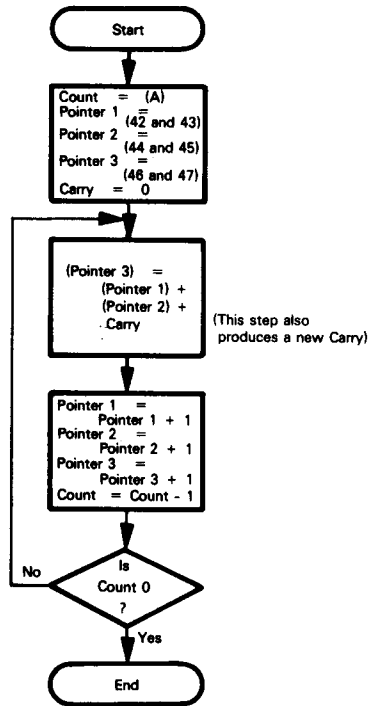 Start
Count = (A)
Pointer 1 =
(42 and 43)
Pointer 2 =
(44 and 45)
Pointer 3 =
(46 and 47)
Carry = 0
(Pointer 3) =
(Pointer 1) +
(Pointer 2) +
Carry
(This step also
produces a new Carry)
Pointer 1 =
Pointer 1 + 1
Pointer 2 =
Pointer 2 + 1
Pointer 3 =
Pointer 3 + 1
Count = Count - 1
Is
No
Count 0
?
Yes
End